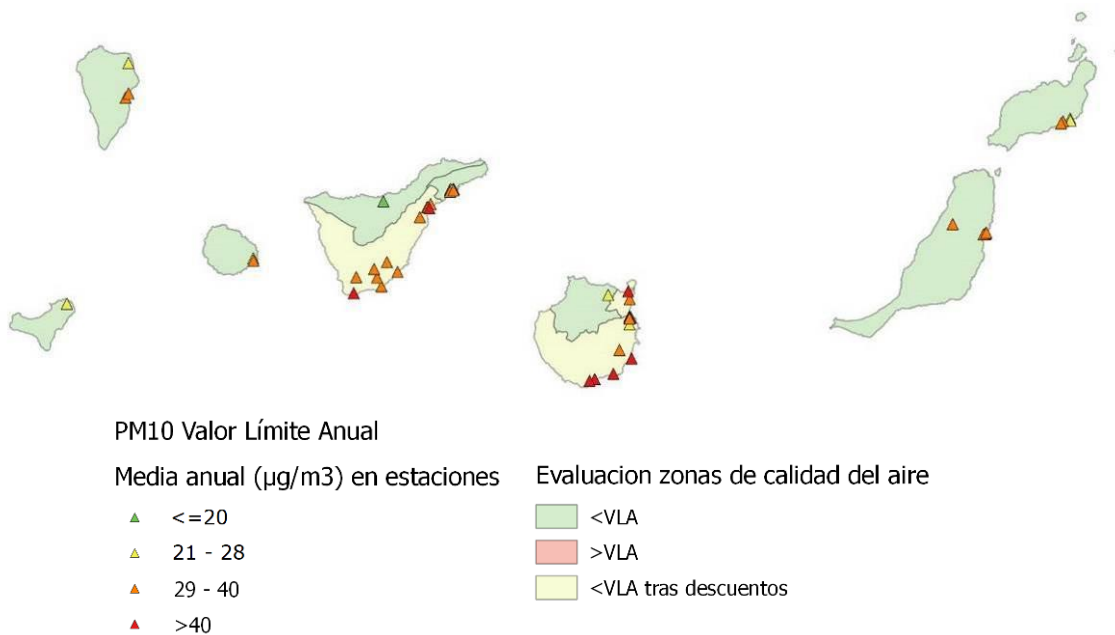 PM10 Valor Límite Anual
Media anual (µg/m3) en estaciones
<=20
21 - 28
29 - 40
>40
Evaluacion zonas de calidad del aire
<VLA
>VLA
<VLA tras descuentos